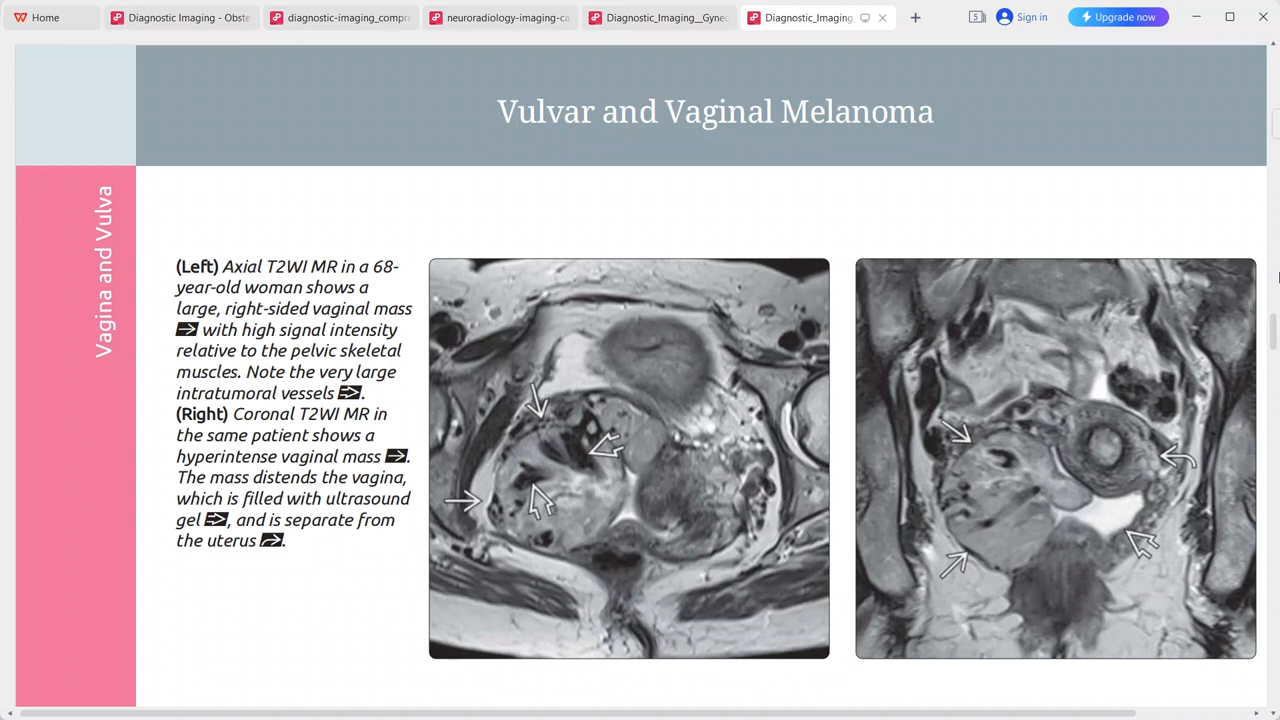 Home
Diagnostic Imaging - Obste
diagnostic-imaging_compre
neuroradiology-imaging-ca
Diagnostic_Imaging__Gynec
Diagnostic_Imaging_
5
Sign in
Upgrade now
Vulvar and Vaginal Melanoma
Vagina and Vulva
(Left) Axial T2WI MR in a 68-
year-old woman shows a
large, right-sided vaginal mass
with high signal intensity
relative to the pelvic skeletal
muscles. Note the very large
intratumoral vessels .
(Right) Coronal T2WI MR in
the same patient shows a
hyperintense vaginal mass .
The mass distends the vagina,
which is filled with ultrasound
gel , and is separate from
the uterus .